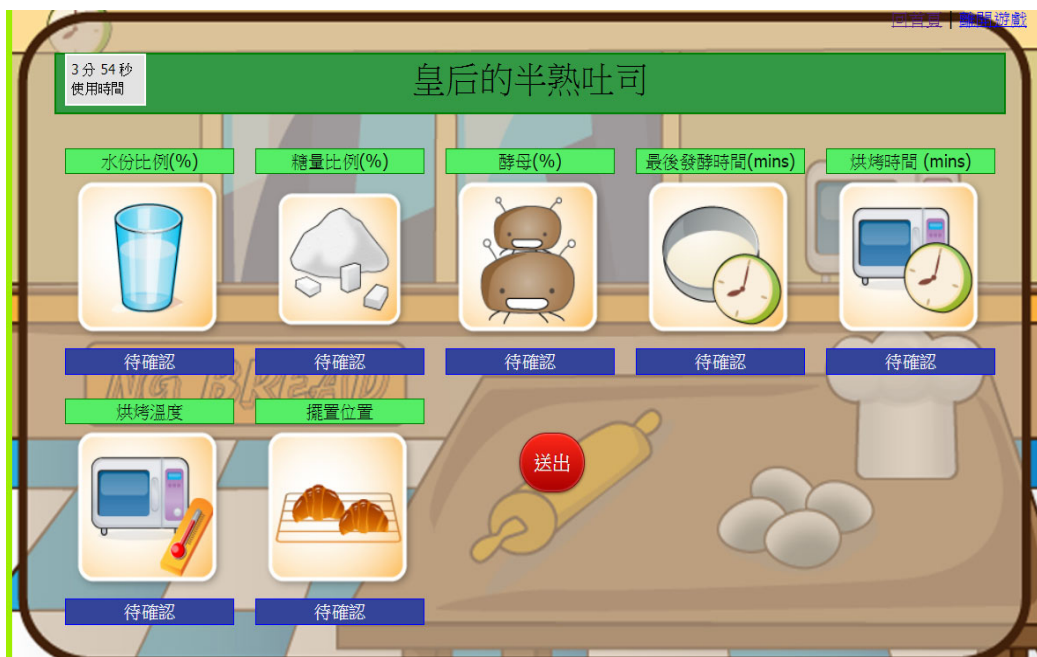 回首頁 | 離開遊戲
3 分 54 秒
使用時間
皇后的半熟吐司
水份比例(%)
糖量比例(%)
酵母(%)
最後發酵時間(mins)
烘烤時間 (mins)
待確認
待確認
待確認
待確認
待確認
NG BREAD
烘烤溫度
擺置位置
送出
待確認
待確認